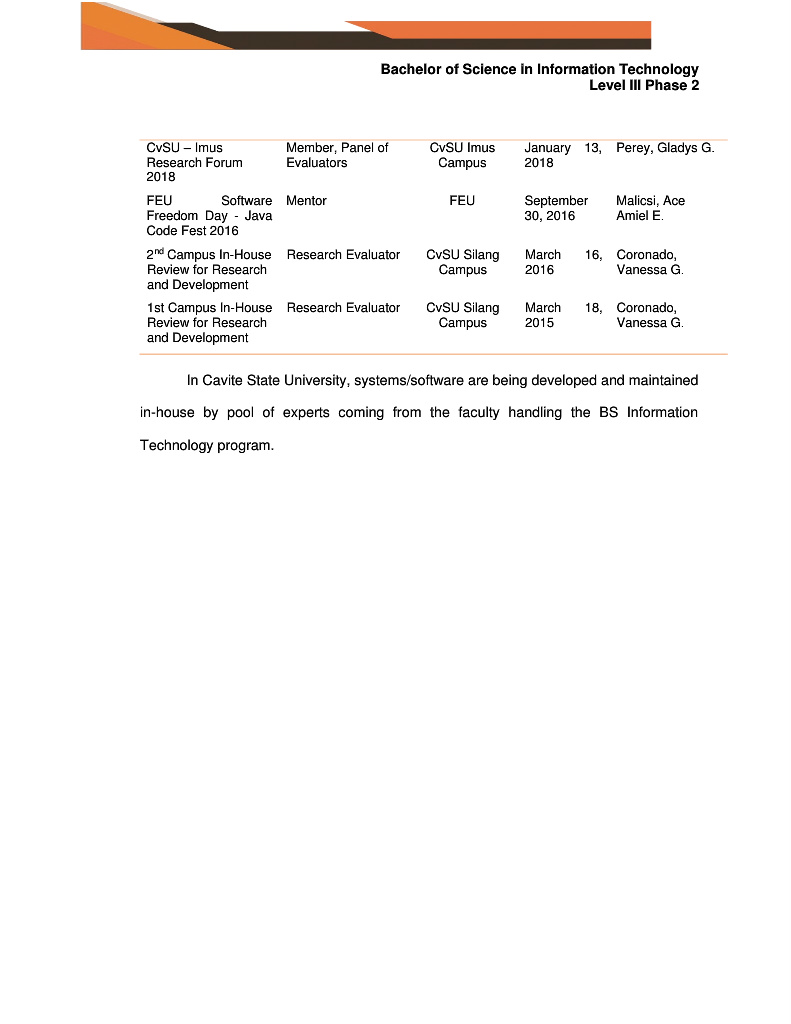 Bachelor of Science in Information Technology
Level III Phase 2
CvSU – Imus Research Forum 2018 Member, Panel of Evaluators CvSU Imus Campus January 13, 2018 Perey, Gladys G.
FEU Software Freedom Day - Java Code Fest 2016 Mentor FEU September 30, 2016 Malicsi, Ace Amiel E.
2nd Campus In-House Review for Research and Development Research Evaluator CvSU Silang Campus March 16, 2016 Coronado, Vanessa G.
1st Campus In-House Review for Research and Development Research Evaluator CvSU Silang Campus March 18, 2015 Coronado, Vanessa G.
In Cavite State University, systems/software are being developed and maintained
in-house by pool of experts coming from the faculty handling the BS Information
Technology program.